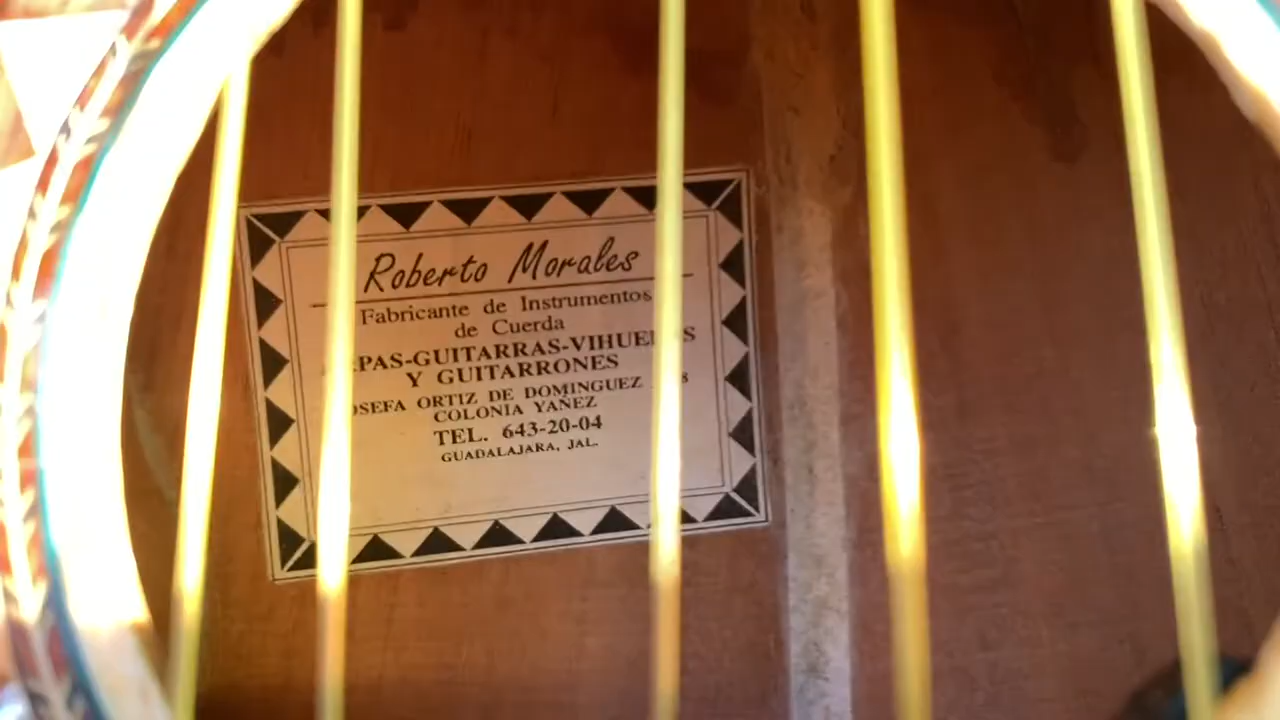 Roberto Morales
Fabricante de Instrumentos
de Cuerda
Y GUITARRONES
ORTIZ DE DOMINGUEZ
COLONIA YAÑEZ
TEL. 643-20-04
GUADALAJARA, JAL.